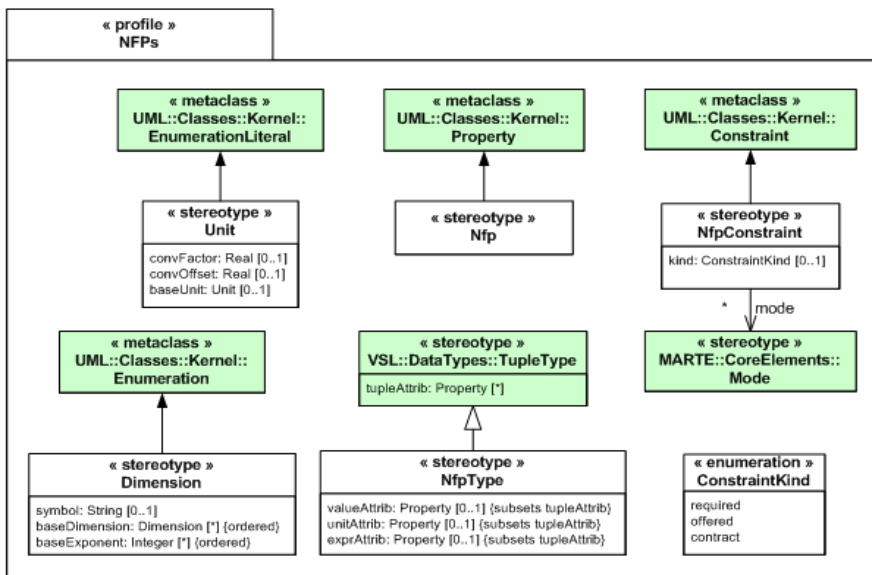 « profile »
NFPs
« metaclass »
UML::Classes::Kernel::
EnumerationLiteral
« metaclass »
UML::Classes::Kernel::
Property
« metaclass »
UML::Classes::Kernel::
Constraint
« stereotype »
Unit
convFactor: Real [0..1]
convOffset: Real [0..1]
baseUnit: Unit [0..1]
« stereotype »
Nfp
« stereotype »
NfpConstraint
kind: ConstraintKind [0..1]
* mode
« metaclass »
UML::Classes::Kernel::
Enumeration
« stereotype »
VSL::DataTypes::TupleType
tupleAttrib: Property [*]
« stereotype »
MARTE::CoreElements::
Mode
« stereotype »
Dimension
symbol: String [0..1]
baseDimension: Dimension [*] {ordered}
baseExponent: Integer [*] {ordered}
« stereotype »
NfpType
valueAttrib: Property [0..1] {subsets tupleAttrib}
unitAttrib: Property [0..1] {subsets tupleAttrib}
exprAttrib: Property [0..1] {subsets tupleAttrib}
« enumeration »
ConstraintKind
required
offered
contract